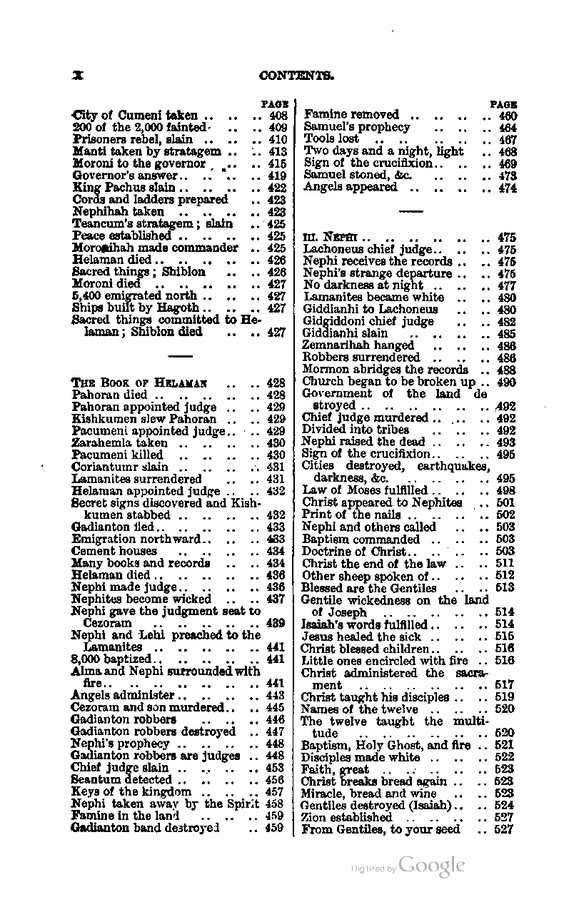 X CONTENTS.
PAGE
City of Cumeni taken .. .. .. 408
200 of the 2,000 fainted .. .. 409
Prisoners rebel, slain .. .. .. 410
Manti taken by stratagem .. .. 413
Moroni to the governor .. .. 415
Governor's answer.. .. .. .. 419
King Pachus slain .. .. .. .. 422
Cords and ladders prepared .. 423
Nephihah taken .. .. .. .. 423
Teancum's stratagem; slain .. 425
Peace established .. .. .. .. 425
Moronihah made commander .. 425
Helaman died .. .. .. .. .. 426
Sacred things; Shiblon .. .. 426
Moroni died .. .. .. .. .. 427
5,400 emigrated north .. .. .. 427
Ships built by Hagoth .. .. .. 427
Sacred things committed to He-
laman; Shiblon died .. .. 427
THE BOOK OF HELAMAN .. .. 428
Pahoran died .. .. .. .. .. 428
Pahoran appointed judge .. .. 429
Kishkumen slew Pahoran .. .. 429
Pacumeni appointed judge.. .. 429
Zarahemla taken .. .. .. .. 430
Pacumeni killed .. .. .. .. 430
Coriantumr slain .. .. .. .. 431
Lamanites surrendered .. .. 431
Helaman appointed judge .. .. 432
Secret signs discovered and Kish-
kumen stabbed .. .. .. .. 432
Gadianton fled.. .. .. .. .. 433
Emigration northward.. .. .. 433
Cement houses .. .. .. .. 434
Many books and records .. .. 434
Helaman died .. .. .. .. .. 436
Nephi made judge.. .. .. .. 436
Nephites become wicked .. .. 437
Nephi gave the judgment seat to
Cezoram .. .. .. .. .. 439
Nephi and Lehi preached to the
Lamanites .. .. .. .. .. 441
8,000 baptized.. .. .. .. .. 441
Alma and Nephi surrounded with
fire.. .. .. .. .. .. .. 441
Angels administer .. .. .. .. 443
Cezoram and son murdered.. .. 445
Gadianton robbers .. .. .. 446
Gadianton robbers destroyed .. 447
Nephi's prophecy .. .. .. .. 448
Gadianton robbers are judges .. 448
Chief judge slain .. .. .. .. 453
Seantum detected .. .. .. .. 456
Keys of the kingdom .. .. .. 457
Nephi taken away by the Spirit 458
Famine in the land .. .. .. 459
Gadianton band destroyed .. 459
PAGE
Famine removed .. .. .. .. 460
Samuel's prophecy .. .. .. 464
Tools lost .. .. .. .. .. 467
Two days and a night, light .. 468
Sign of the crucifixion.. .. .. 469
Samuel stoned, &c. .. .. .. 473
Angels appeared .. .. .. .. 474
III. NEPHI .. .. .. .. .. .. 475
Lachoneus chief judge.. .. .. 475
Nephi receives the records .. .. 475
Nephi's strange departure .. .. 475
No darkness at night .. .. .. 477
Lamanites became white .. .. 480
Giddianhi to Lachoneus .. .. 480
Gidgiddoni chief judge .. .. 482
Giddianhi slain .. .. .. .. 485
Zemnarihah hanged .. .. .. 486
Robbers surrendered .. .. .. 486
Mormon abridges the records .. 488
Church began to be broken up .. 490
Government of the land de
stroyed .. .. .. .. .. .. 492
Chief judge murdered .. .. .. 492
Divided into tribes .. .. .. 492
Nephi raised the dead .. .. .. 493
Sign of the crucifixion.. .. .. 495
Cities destroyed, earthquakes,
darkness, &c. .. .. .. .. 495
Law of Moses fulfilled .. .. .. 498
Christ appeared to Nephites .. 501
Print of the nails .. .. .. .. 502
Nephi and others called .. .. 503
Baptism commanded .. .. .. 503
Doctrine of Christ.. .. .. .. 503
Christ the end of the law .. .. 511
Other sheep spoken of .. .. .. 512
Blessed are the Gentiles .. .. 513
Gentile wickedness on the land
of Joseph .. .. .. .. .. 514
Isaiah's words fulfilled .. .. .. 514
Jesus healed the sick .. .. .. 515
Christ blessed children .. .. .. 516
Little ones encircled with fire .. 516
Christ administered the sacra-
ment .. .. .. .. .. .. 517
Christ taught his disciples .. .. 519
Names of the twelve .. .. .. 520
The twelve taught the multi-
tude .. .. .. .. .. .. 520
Baptism, Holy Ghost, and fire .. 521
Disciples made white .. .. .. 522
Faith, great .. .. .. .. .. 523
Christ breaks bread again .. .. 523
Miracle, bread and wine .. .. 523
Gentiles destroyed (Isaiah).. .. 524
Zion established .. .. .. .. 527
From Gentiles, to your seed .. 527
Digitized by Google